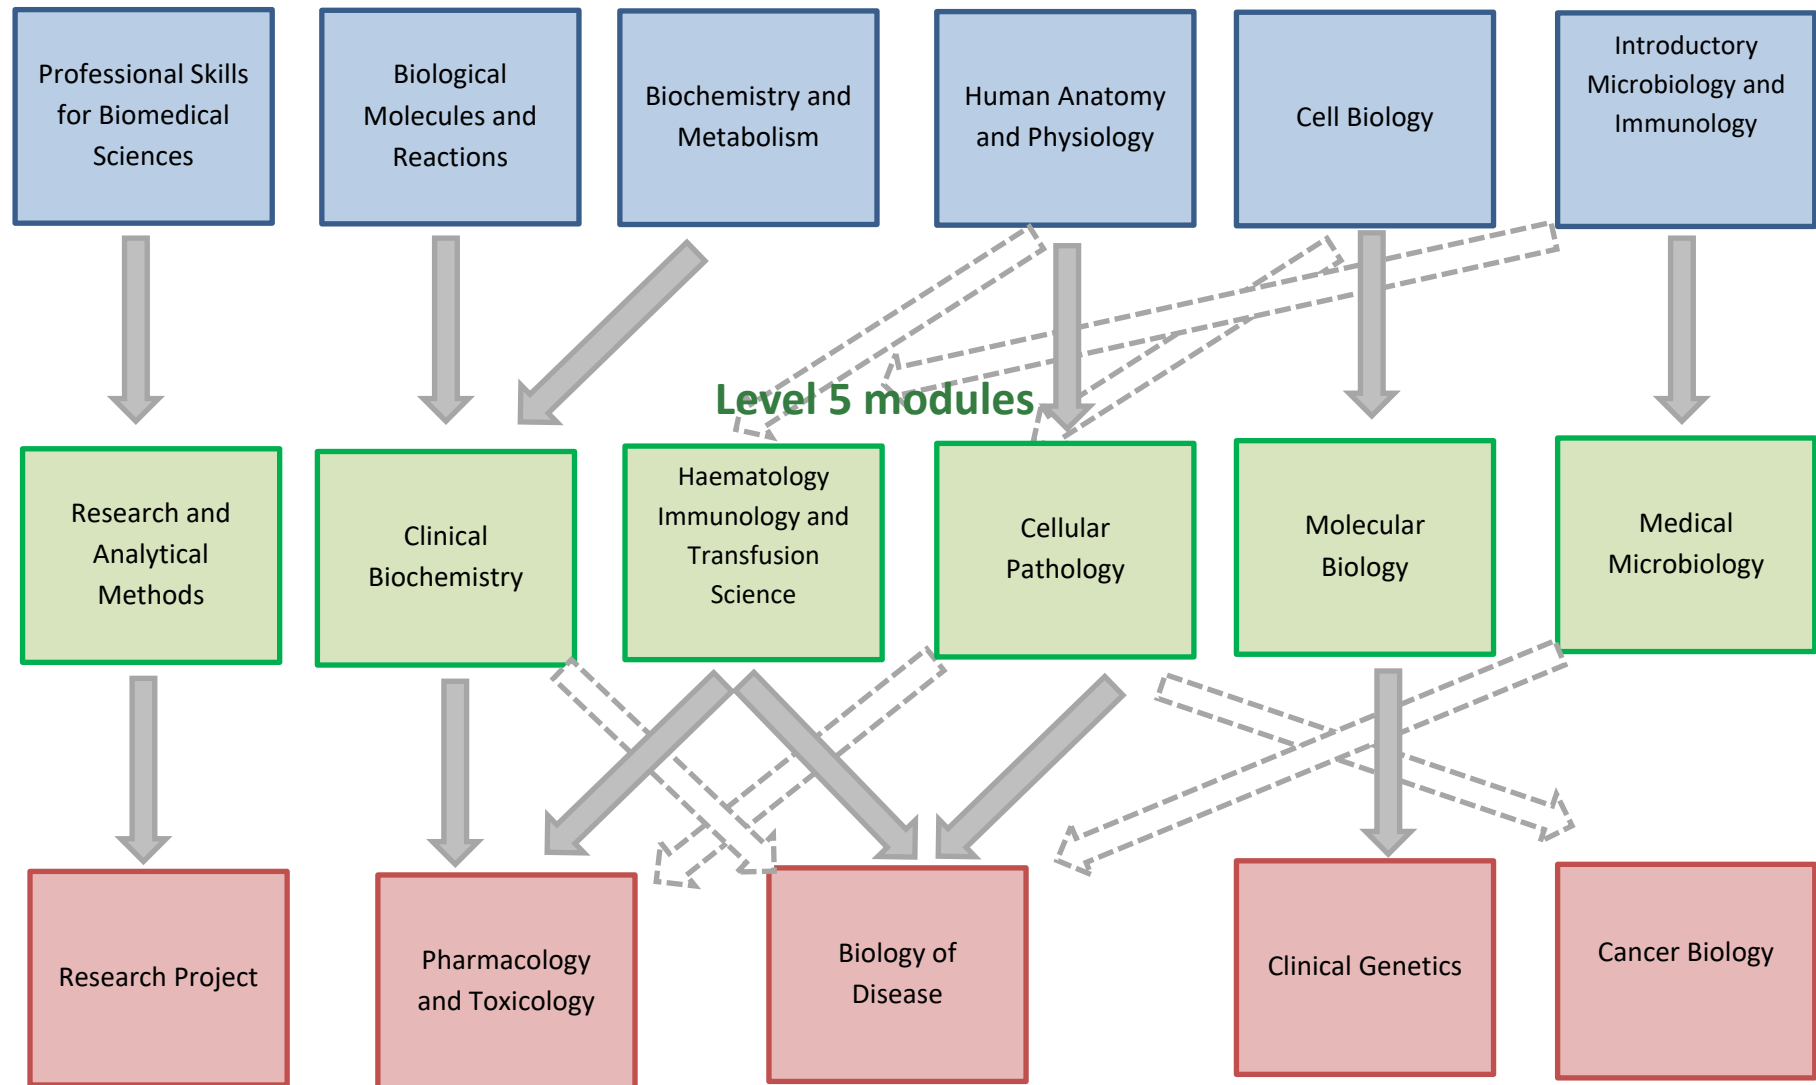 Professional Skills
for Biomedical
Sciences
Biological
Molecules and
Reactions
Biochemistry and
Metabolism
Human Anatomy
and Physiology
Cell Biology
Introductory
Microbiology and
Immunology
Level 5 modules
Research and
Analytical
Methods
Clinical
Biochemistry
Haematology
Immunology and
Transfusion
Science
Cellular
Pathology
Molecular
Biology
Medical
Microbiology
Research Project
Pharmacology
and Toxicology
Biology of
Disease
Clinical Genetics
Cancer Biology